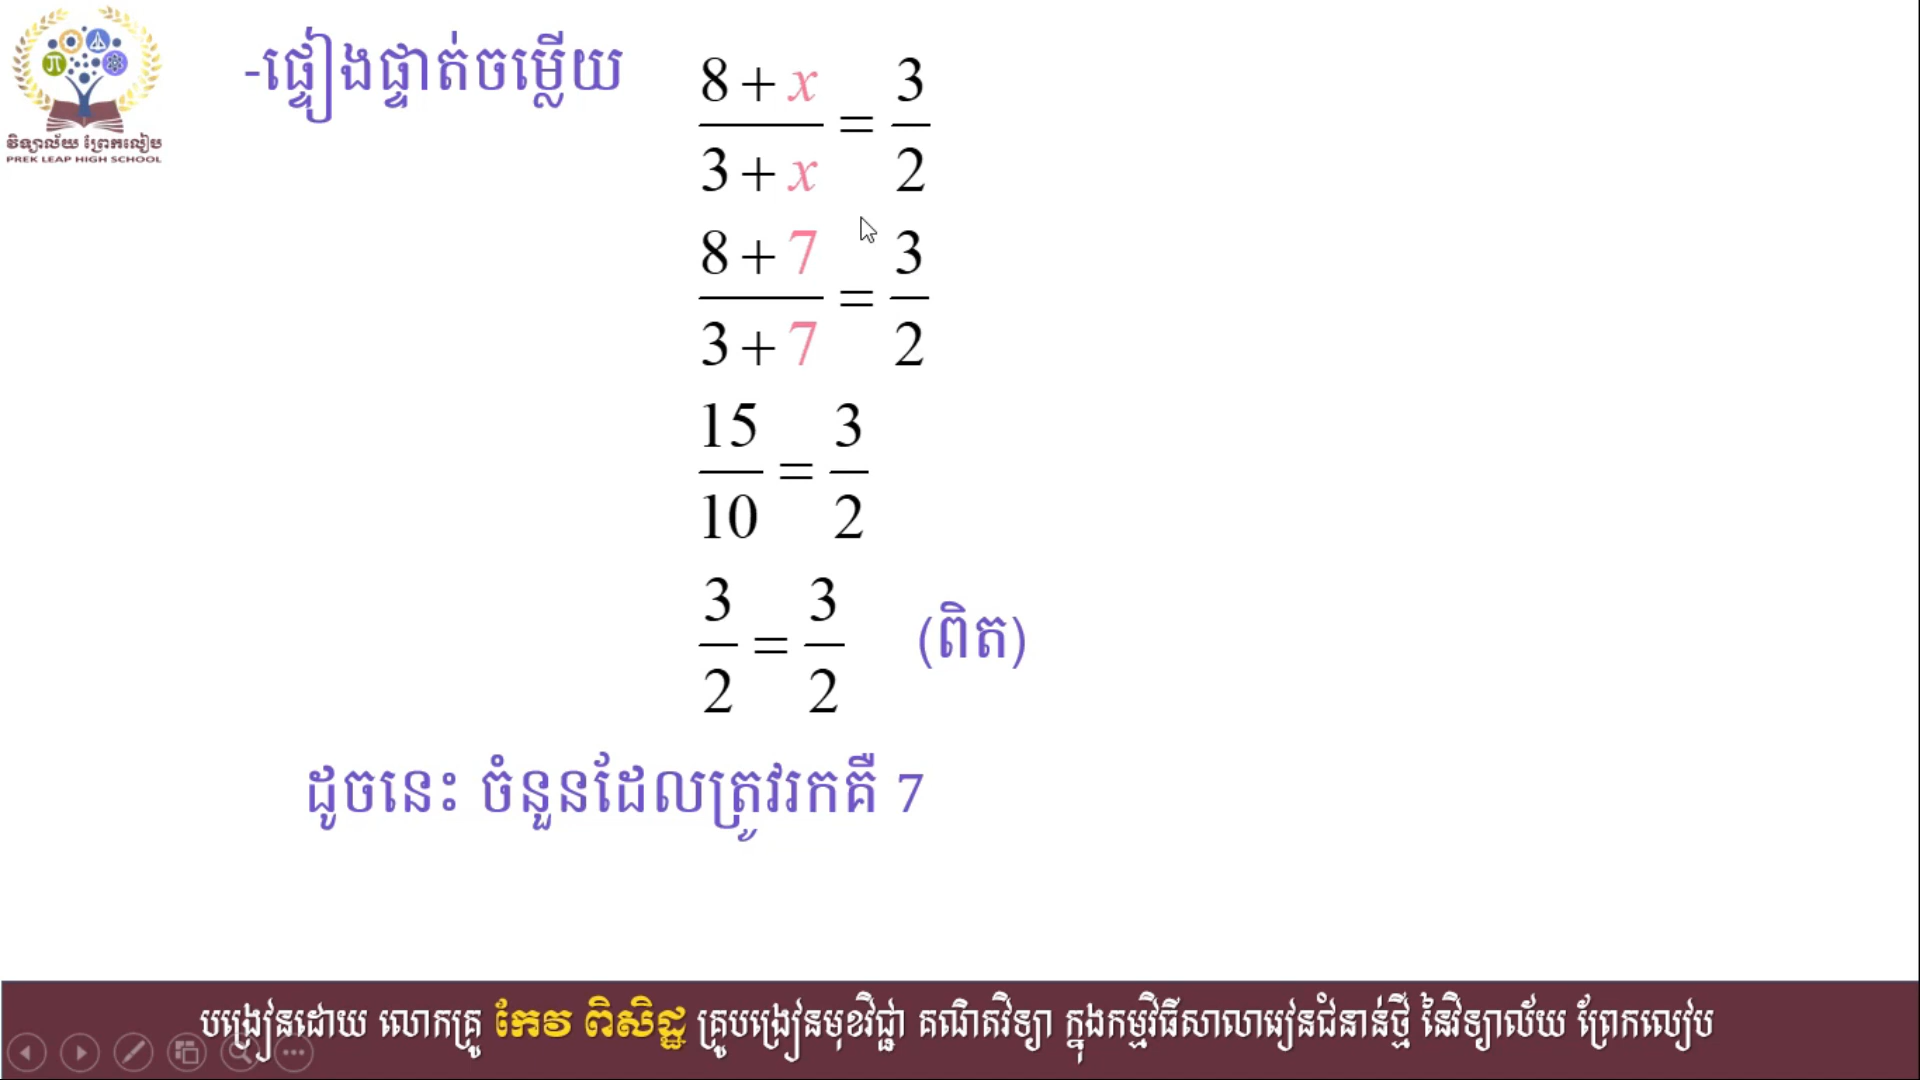 វិទ្យាល័យ ព្រែកលៀប
PREK LEAP HIGH SCHOOL
-ផ្ទៀងផ្ទាត់ចម្លើយ
8 + x / 3 + x = 3 / 2
8 + 7 / 3 + 7 = 3 / 2
15 / 10 = 3 / 2
3 / 2 = 3 / 2 (ពិត)
ដូចនេះ ចំនួនដែលត្រូវរកគឺ 7
បង្រៀនដោយ លោកគ្រូ កែវ ពិសិដ្ឋ គ្រូបង្រៀនមុខវិជ្ជា គណិតវិទ្យា ក្នុងកម្មវិធីសាលារៀនជំនាន់ថ្មី នៃវិទ្យាល័យ ព្រែកលៀប